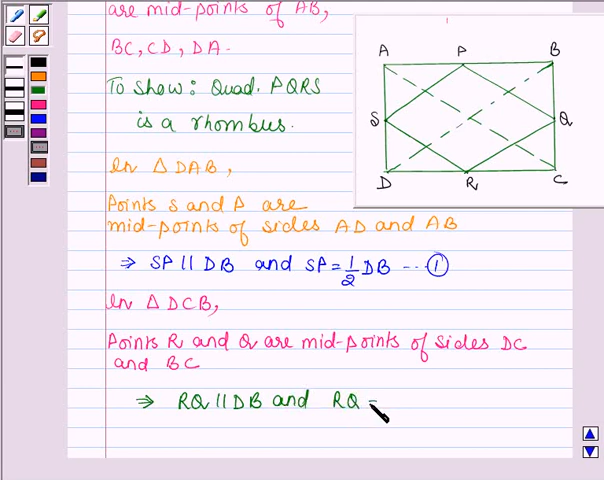 are mid-points of AB,
BC, CD, DA.
To Show: Quad. PQRS
is a rhombus.
In △DAB,
Points S and P are
mid-points of sides AD and AB
⇒ SP || DB and SP = 1/2 DB --- ①
In △DCB,
Points R and Q are mid-points of sides DC
and BC
⇒ RQ || DB and RQ =
A P B
S Q
D R C